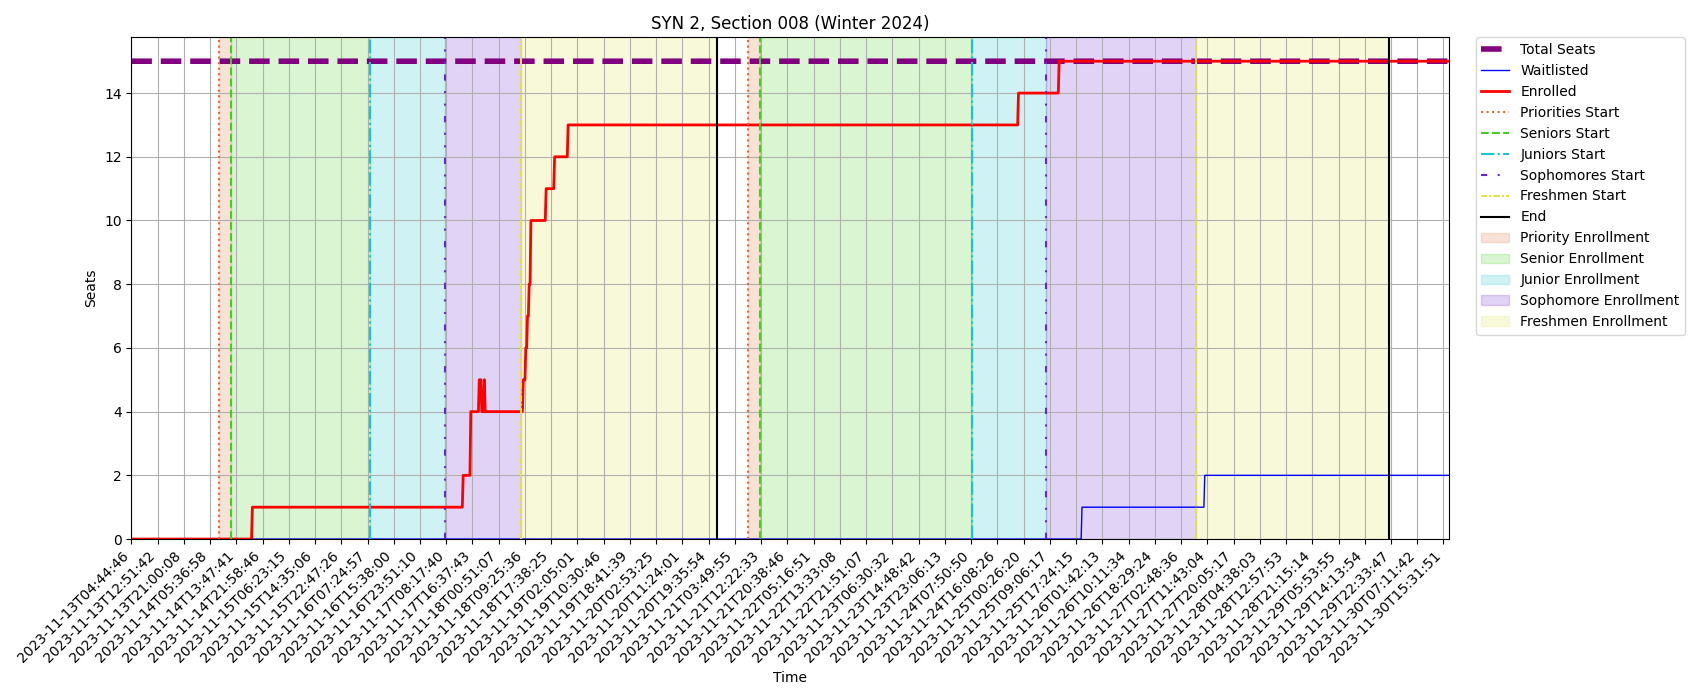 SYN 2, Section 008 (Winter 2024)
Total Seats
Waitlisted
Enrolled
Priorities Start
Seniors Start
Juniors Start
Sophomores Start
Freshmen Start
End
Priority Enrollment
Senior Enrollment
Junior Enrollment
Sophomore Enrollment
Freshmen Enrollment
Seats
14
12
10
8
6
4
2
0
2023-11-13T04:44:46
2023-11-13T12:51:42
2023-11-13T21:00:08
2023-11-14T05:36:58
2023-11-14T13:47:41
2023-11-14T21:58:46
2023-11-15T06:23:15
2023-11-15T14:35:06
2023-11-15T22:47:26
2023-11-16T07:24:57
2023-11-16T15:38:00
2023-11-16T23:51:10
2023-11-17T08:17:40
2023-11-17T16:37:43
2023-11-18T00:51:07
2023-11-18T09:25:36
2023-11-18T17:38:25
2023-11-19T02:05:01
2023-11-19T10:30:46
2023-11-19T18:41:39
2023-11-20T02:53:25
2023-11-20T11:24:01
2023-11-20T19:35:54
2023-11-21T03:49:55
2023-11-21T12:22:33
2023-11-21T20:38:46
2023-11-22T05:16:51
2023-11-22T13:33:08
2023-11-22T21:51:07
2023-11-23T06:30:32
2023-11-23T14:48:42
2023-11-23T23:06:13
2023-11-24T07:50:50
2023-11-24T16:08:26
2023-11-25T00:26:20
2023-11-25T09:06:17
2023-11-25T17:24:15
2023-11-26T01:42:13
2023-11-26T10:11:34
2023-11-26T18:29:24
2023-11-27T02:48:36
2023-11-27T11:43:04
2023-11-27T20:05:17
2023-11-28T04:38:03
2023-11-28T12:57:53
2023-11-28T21:15:14
2023-11-29T05:53:55
2023-11-29T14:13:54
2023-11-29T22:33:47
2023-11-30T07:11:42
2023-11-30T15:31:51
Time